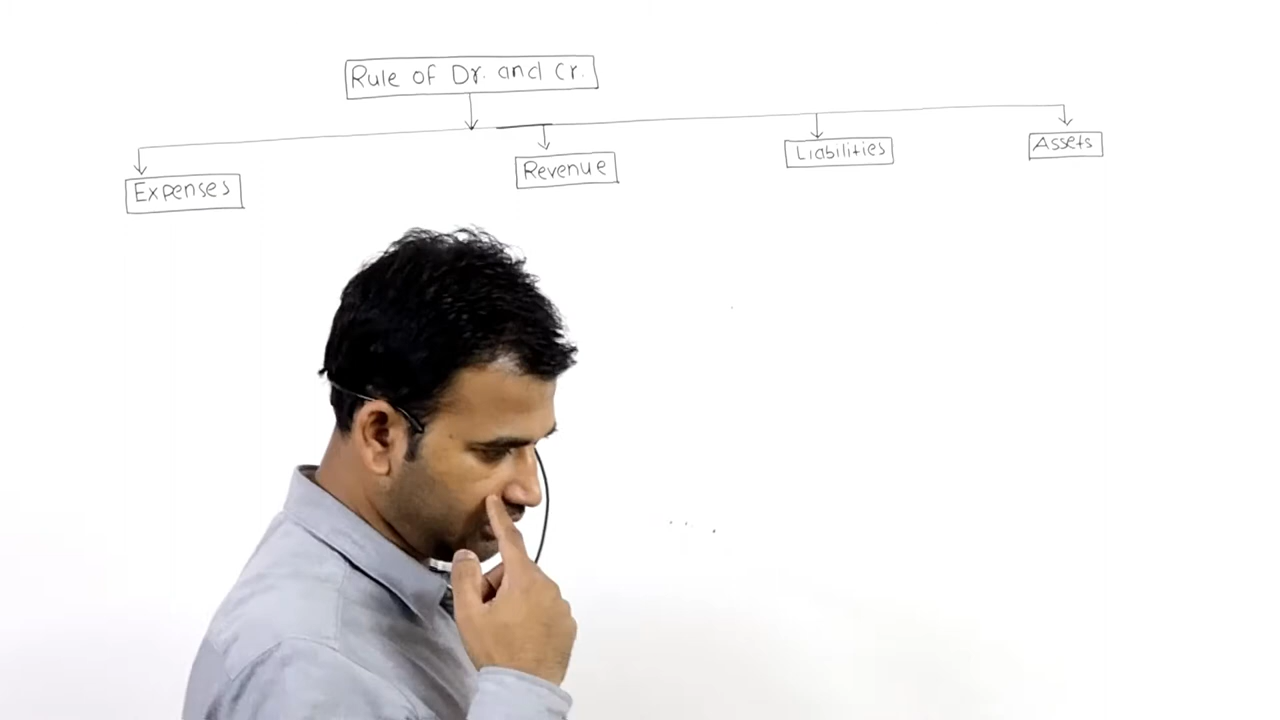 Rule of Dr. and Cr.
Expenses
Revenue
Liabilities
Assets